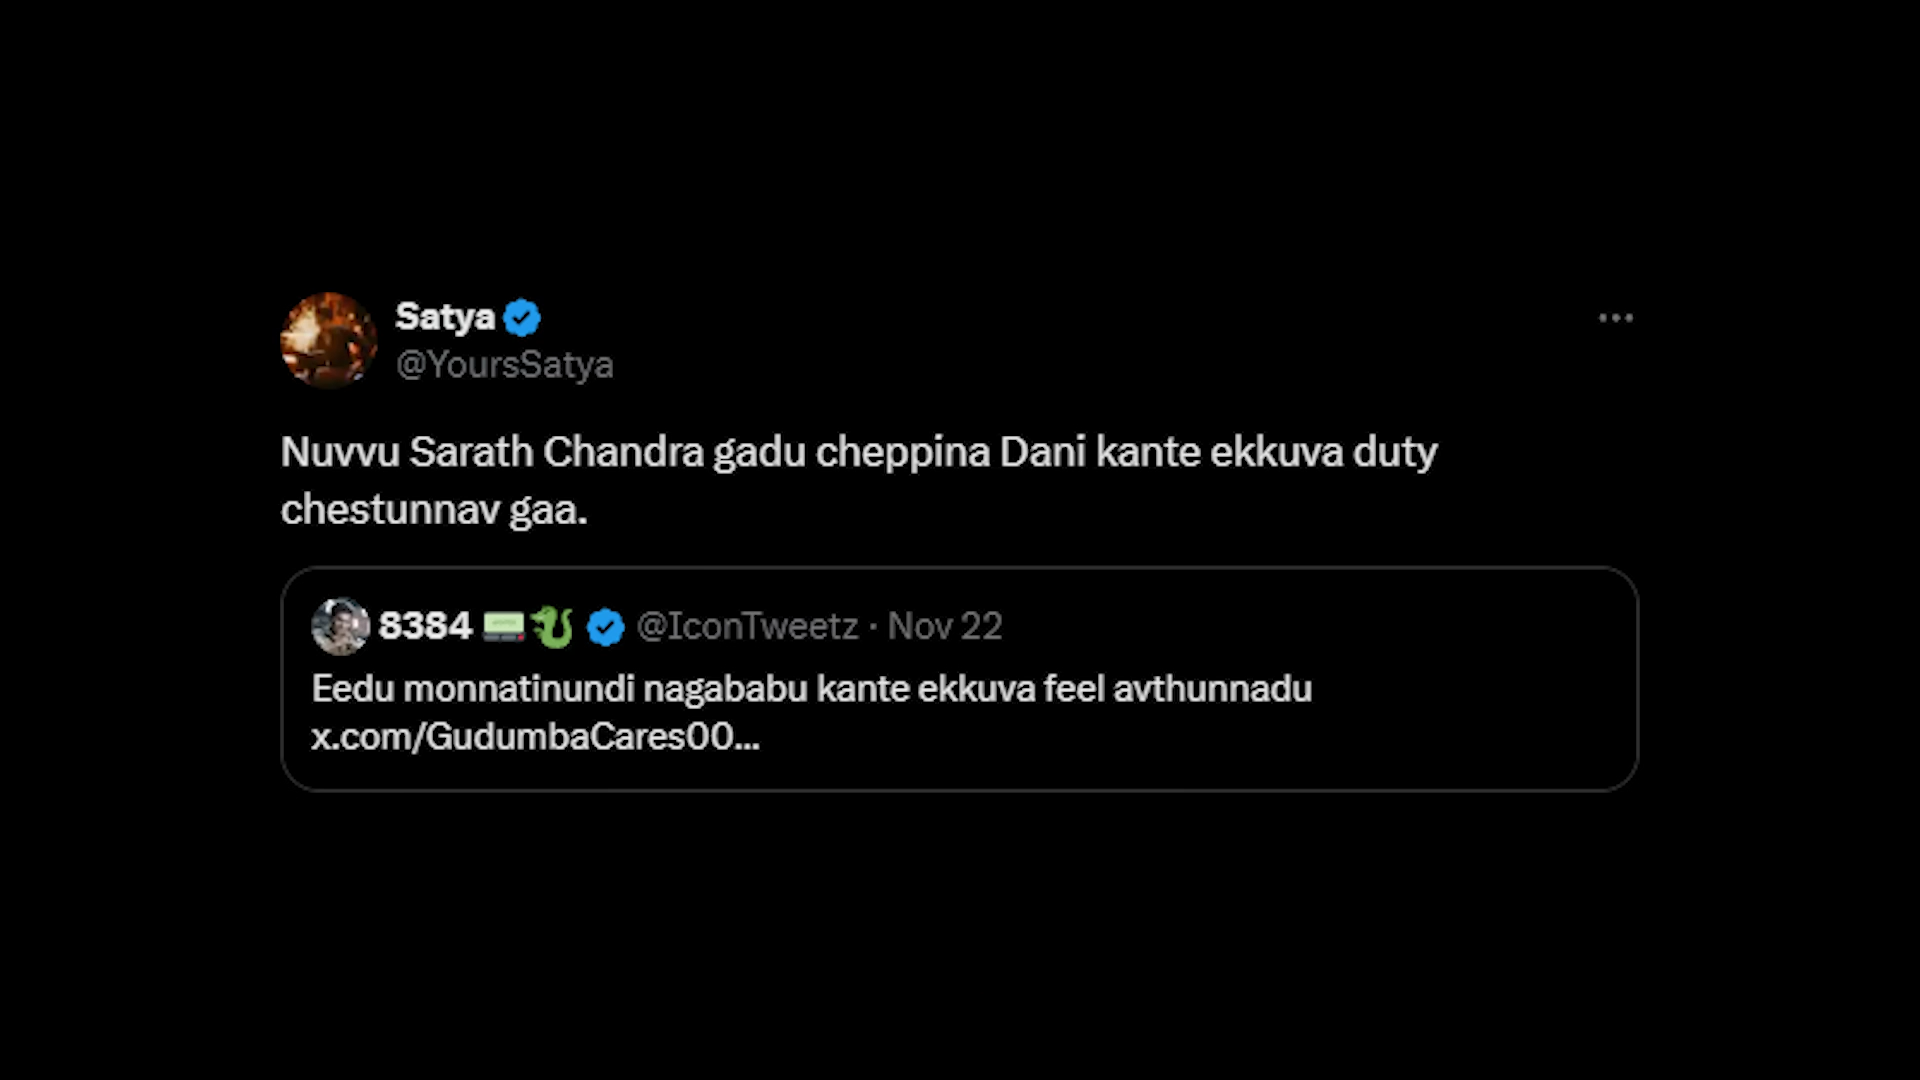 Satya
@YoursSatya
Nuvvu Sarath Chandra gadu cheppina Dani kante ekkuva duty
chestunnav gaa.
8384 @IconTweetz · Nov 22
Eedu monnatinundi nagababu kante ekkuva feel avthunnadu
x.com/GudumbaCares00...